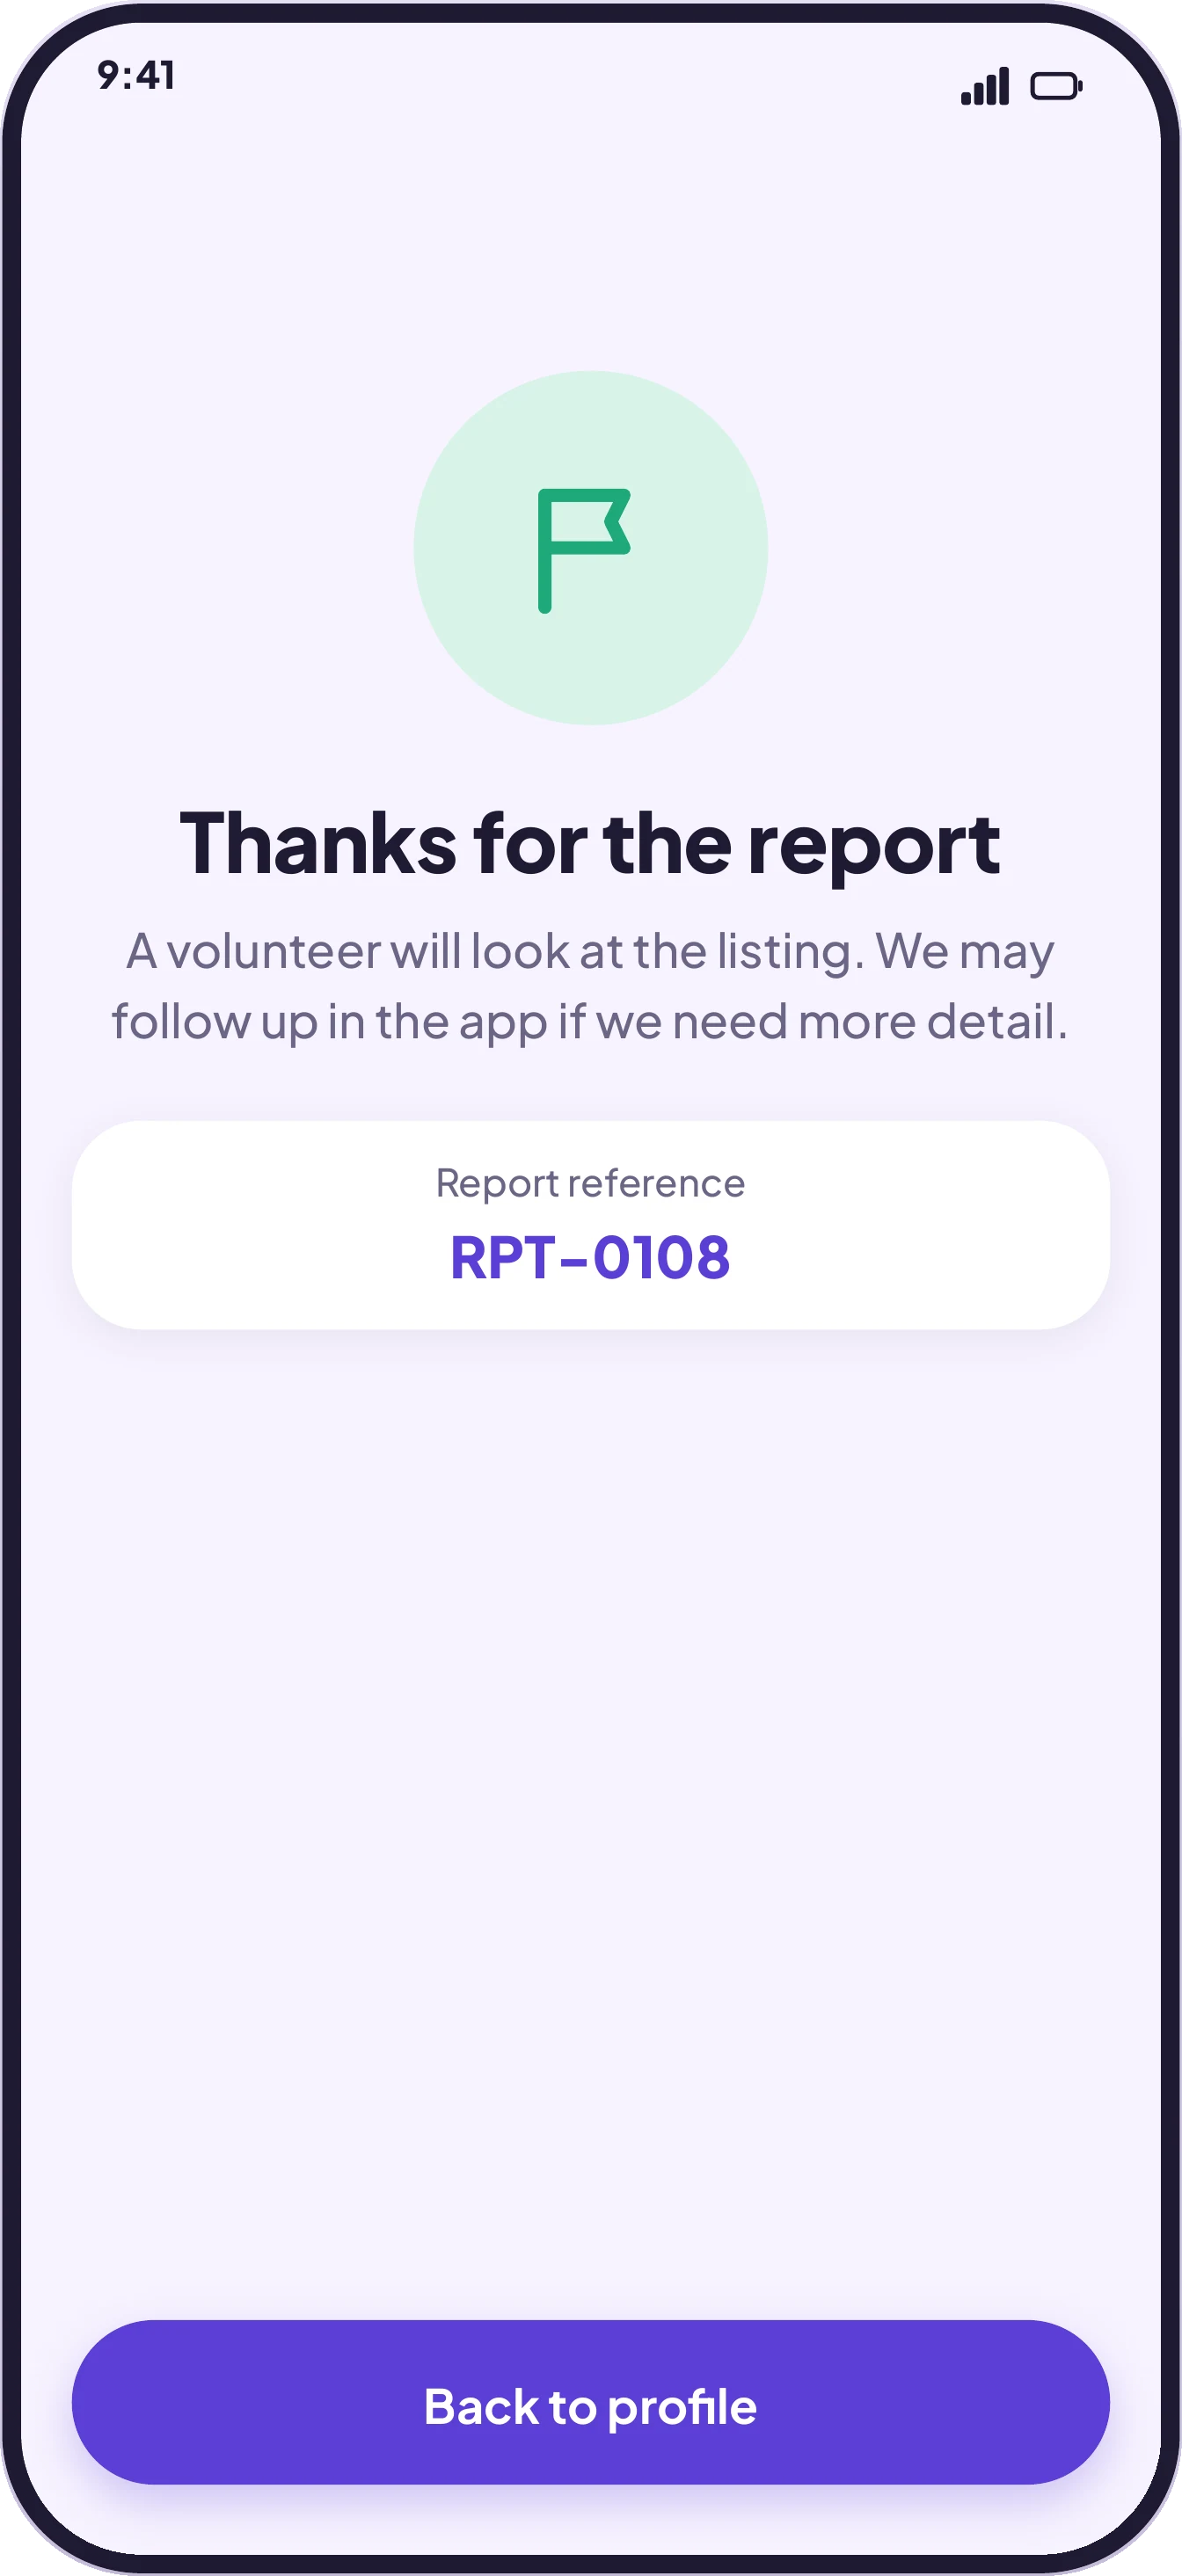 9:41
Thanks for the report
A volunteer will look at the listing. We may
follow up in the app if we need more detail.
Report reference
RPT-0108
Back to profile